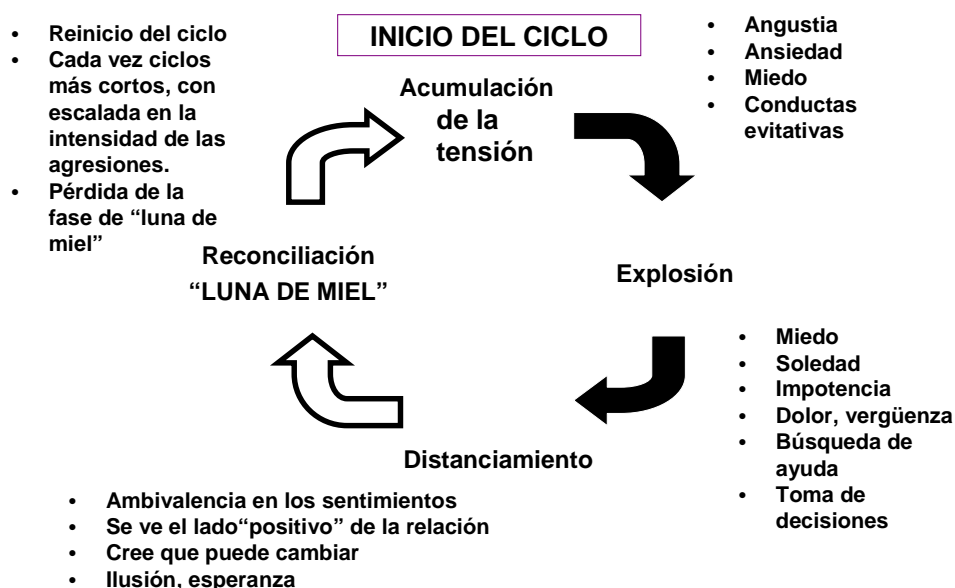 INICIO DEL CICLO
• Reinicio del ciclo
• Cada vez ciclos
más cortos, con
escalada en la
intensidad de las
agresiones.
• Pérdida de la
fase de “luna de
miel”
Acumulación
de la
tensión
• Angustia
• Ansiedad
• Miedo
• Conductas
evitativas
Reconciliación
“LUNA DE MIEL”
Explosión
• Miedo
• Soledad
• Impotencia
• Dolor, vergüenza
• Búsqueda de
ayuda
• Toma de
decisiones
Distanciamiento
• Ambivalencia en los sentimientos
• Se ve el lado“positivo” de la relación
• Cree que puede cambiar
• Ilusión, esperanza